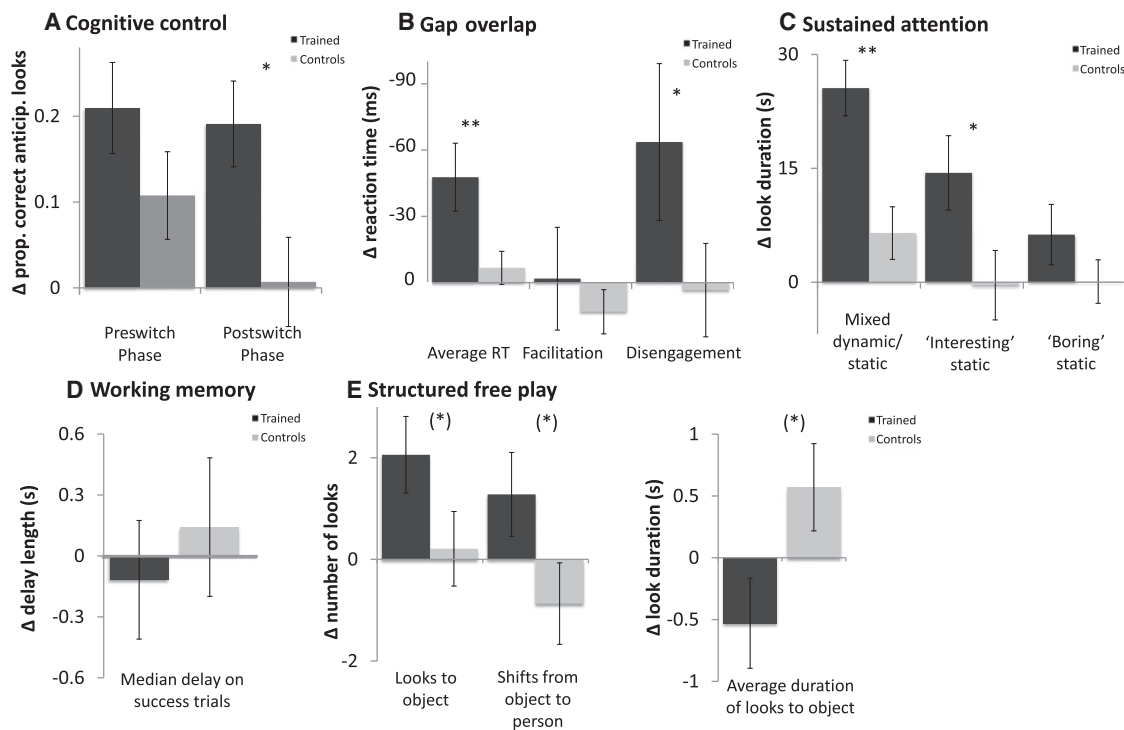 A Cognitive control
Trained
Controls
Δ prop. correct anticip. looks
0.2
0.1
0
*
Preswitch
Phase
Postswitch
Phase
B Gap overlap
Trained
Controls
Δ reaction time (ms)
-90
-60
-30
0
**
*
Average RT
Facilitation
Disengagement
C Sustained attention
Trained
Controls
Δ look duration (s)
30
15
0
**
*
Mixed
dynamic/
static
‘Interesting’
static
‘Boring’
static
D Working memory
Trained
Controls
Δ delay length (s)
0.6
0.3
0
-0.3
-0.6
Median delay on
success trials
E Structured free play
Δ number of looks
2
0
-2
(*)
(*)
Looks to
object
Shifts from
object to
person
Trained
Controls
Δ look duration (s)
1
0.5
0
-0.5
-1
(*)
Average duration
of looks to object